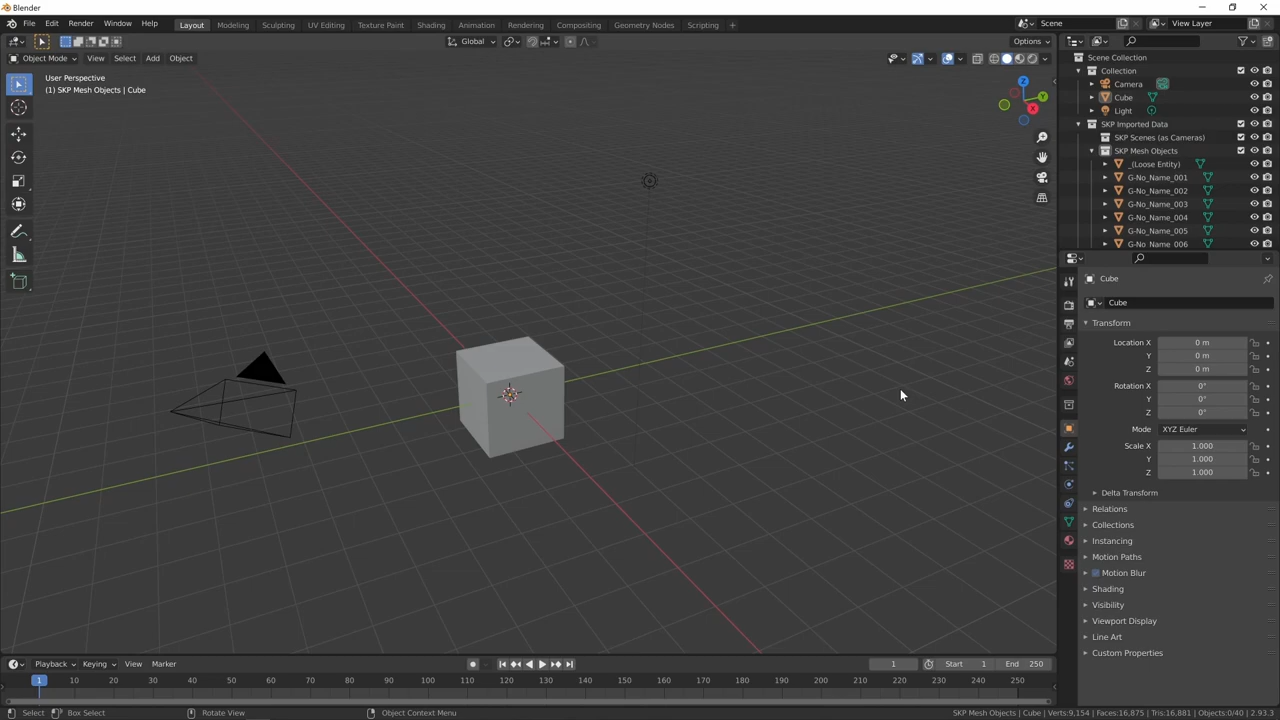 Blender
File Edit Render Window Help
Layout Modeling Sculpting UV Editing Texture Paint Shading Animation Rendering Compositing Geometry Nodes Scripting +
Scene
View Layer
Global
Options
Object Mode View Select Add Object
User Perspective
(1) SKP Mesh Objects | Cube
Z
Y
X
Scene Collection
Collection
Camera
Cube
Light
SKP Imported Data
SKP Scenes (as Cameras)
SKP Mesh Objects
_(Loose Entity)
G-No_Name_001
G-No_Name_002
G-No_Name_003
G-No_Name_004
G-No_Name_005
G-No_Name_006
Cube
Cube
Transform
Location X 0 m
Y 0 m
Z 0 m
Rotation X 0°
Y 0°
Z 0°
Mode XYZ Euler
Scale X 1.000
Y 1.000
Z 1.000
Delta Transform
Relations
Collections
Instancing
Motion Paths
Motion Blur
Shading
Visibility
Viewport Display
Line Art
Custom Properties
Playback Keying View Marker
1
Start 1
End 250
1 10 20 30 40 50 60 70 80 90 100 110 120 130 140 150 160 170 180 190 200 210 220 230 240 250
Select Box Select Rotate View Object Context Menu
SKP Mesh Objects | Cube | Verts:9,154 | Faces:16,875 | Tris:16,881 | Objects:0/40 | 2.93.3